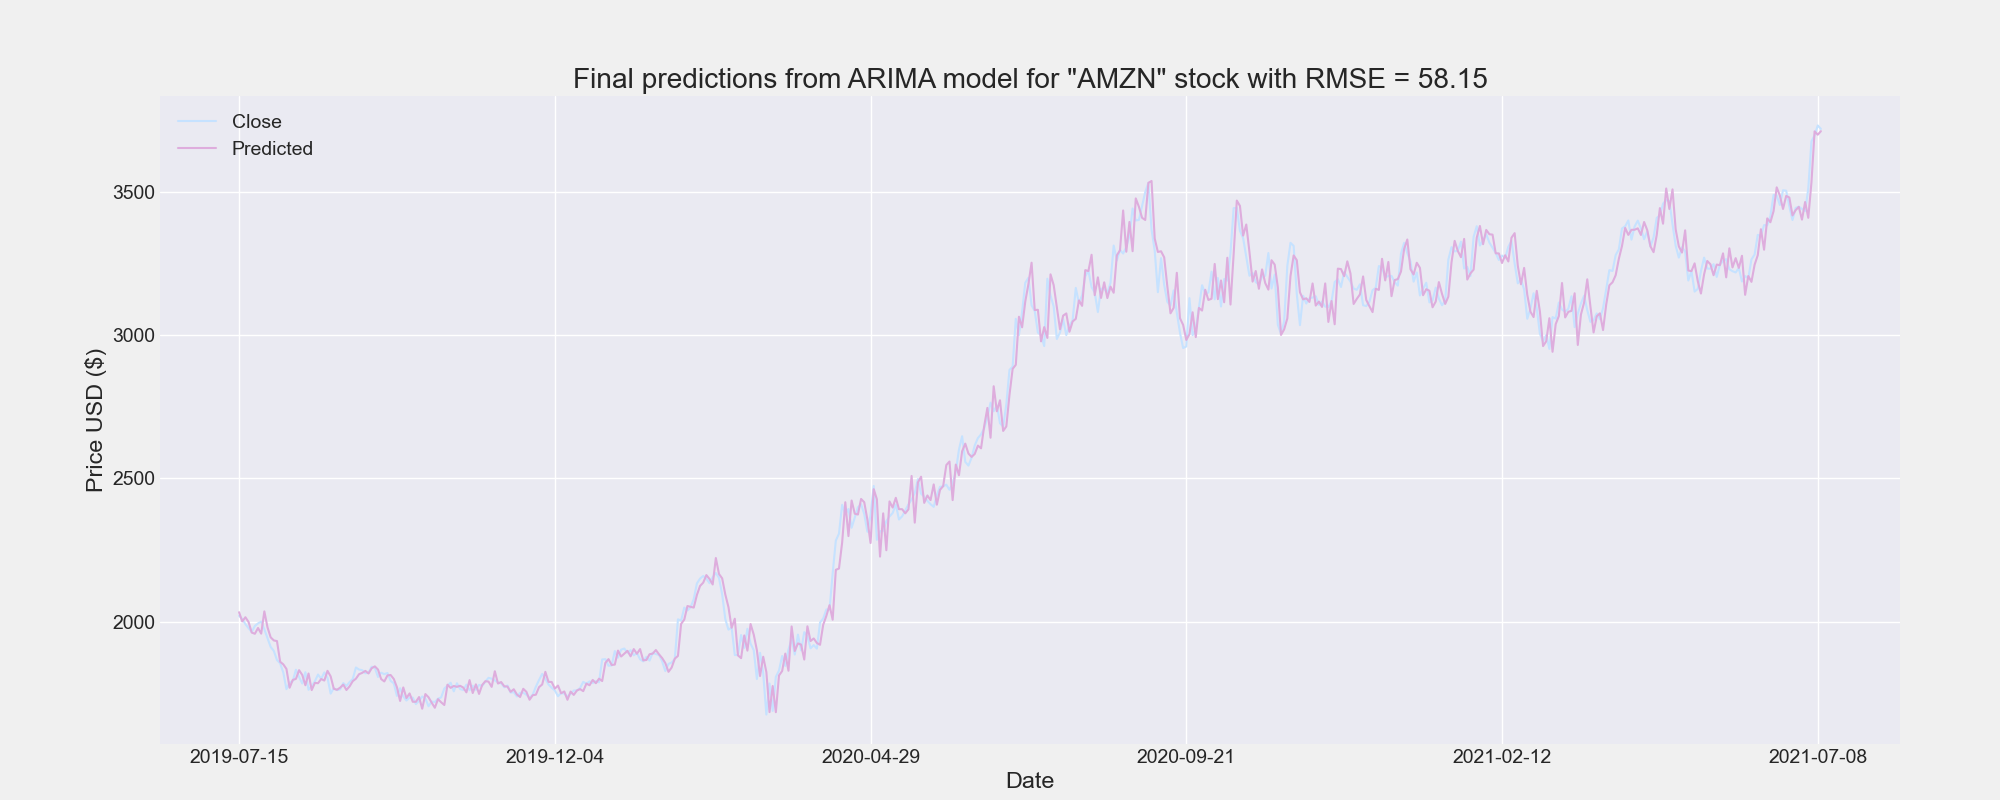 Final predictions from ARIMA model for "AMZN" stock with RMSE = 58.15
Close
Predicted
3500
3000
2500
2000
Price USD ($)
2019-07-15
2019-12-04
2020-04-29
2020-09-21
2021-02-12
2021-07-08
Date